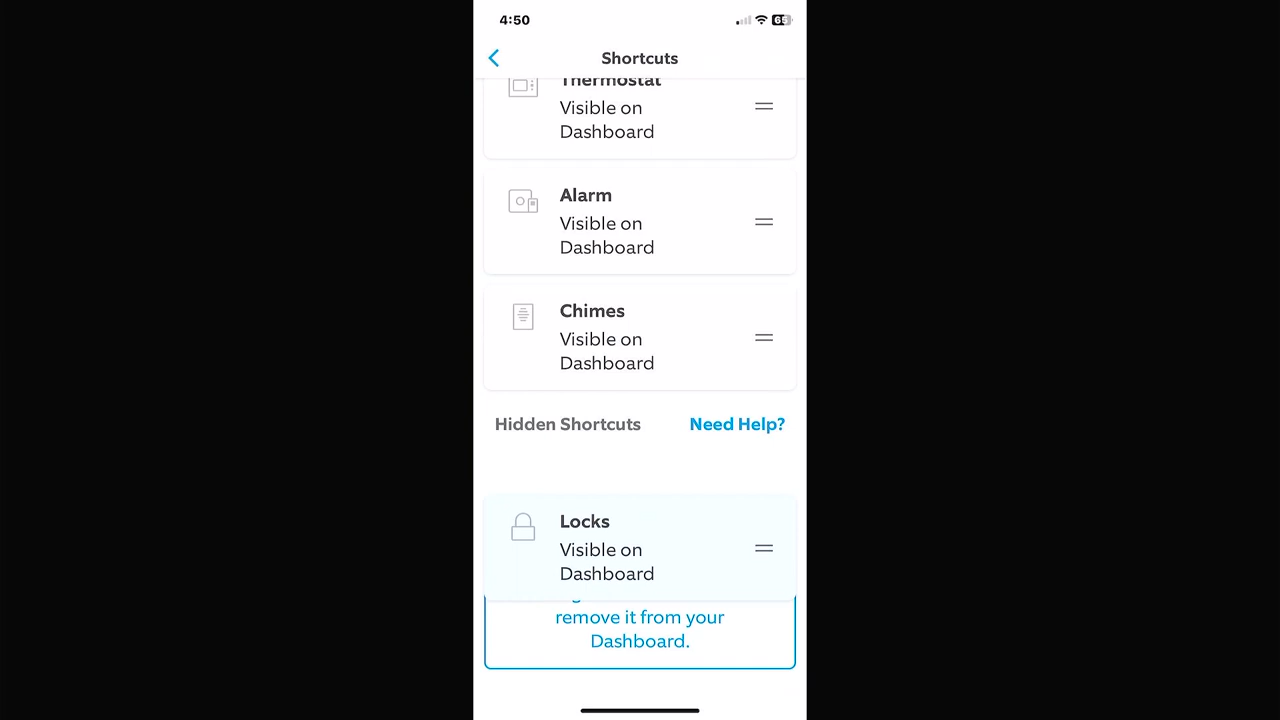 4:50
65
Shortcuts
Thermostat
Visible on
Dashboard
Alarm
Visible on
Dashboard
Chimes
Visible on
Dashboard
Hidden Shortcuts Need Help?
Locks
Visible on
Dashboard
remove it from your
Dashboard.